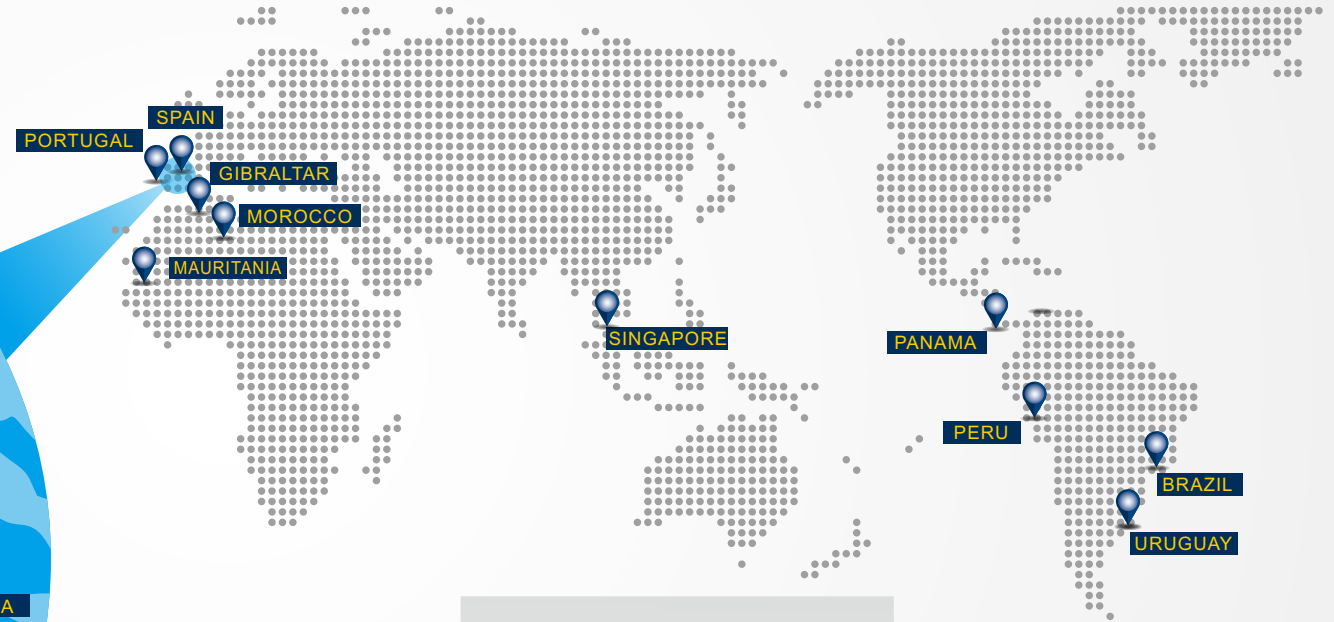 SPAIN
PORTUGAL
GIBRALTAR
MOROCCO
MAURITANIA
SINGAPORE
PANAMA
PERU
BRAZIL
URUGUAY
A